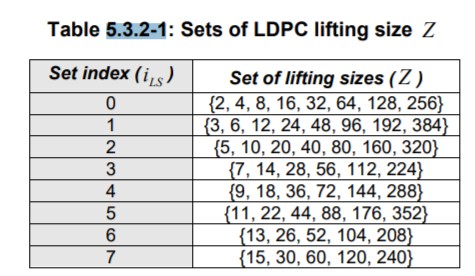 Table 5.3.2-1: Sets of LDPC lifting size Z
Set index (iLS) Set of lifting sizes (Z)
0 {2, 4, 8, 16, 32, 64, 128, 256}
1 {3, 6, 12, 24, 48, 96, 192, 384}
2 {5, 10, 20, 40, 80, 160, 320}
3 {7, 14, 28, 56, 112, 224}
4 {9, 18, 36, 72, 144, 288}
5 {11, 22, 44, 88, 176, 352}
6 {13, 26, 52, 104, 208}
7 {15, 30, 60, 120, 240}